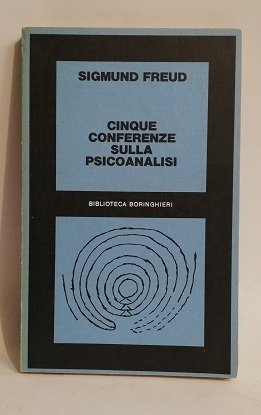 SIGMUND FREUD
CINQUE
CONFERENZE
SULLA
PSICOANALISI
BIBLIOTECA BORINGHIERI